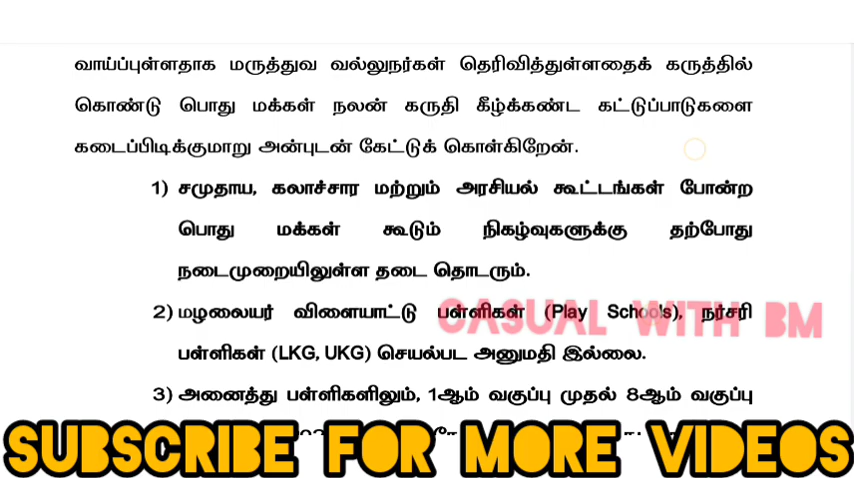 வாய்ப்புள்ளதாக மருத்துவ வல்லுநர்கள் தெரிவித்துள்ளதைக் கருத்தில்
கொண்டு பொது மக்கள் நலன் கருதி கீழ்க்கண்ட கட்டுப்பாடுகளை
கடைப்பிடிக்குமாறு அன்புடன் கேட்டுக் கொள்கிறேன்.
1) சமுதாய, கலாச்சார மற்றும் அரசியல் கூட்டங்கள் போன்ற
பொது மக்கள் கூடும் நிகழ்வுகளுக்கு தற்போது
நடைமுறையிலுள்ள தடை தொடரும்.
2) மழலையர் விளையாட்டு பள்ளிகள் (Play Schools), நர்சரி
CASUAL WITH BM
பள்ளிகள் (LKG, UKG) செயல்பட அனுமதி இல்லை.
3) அனைத்து பள்ளிகளிலும், 1ஆம் வகுப்பு முதல் 8ஆம் வகுப்பு
SUBSCRIBE FOR MORE VIDEOS